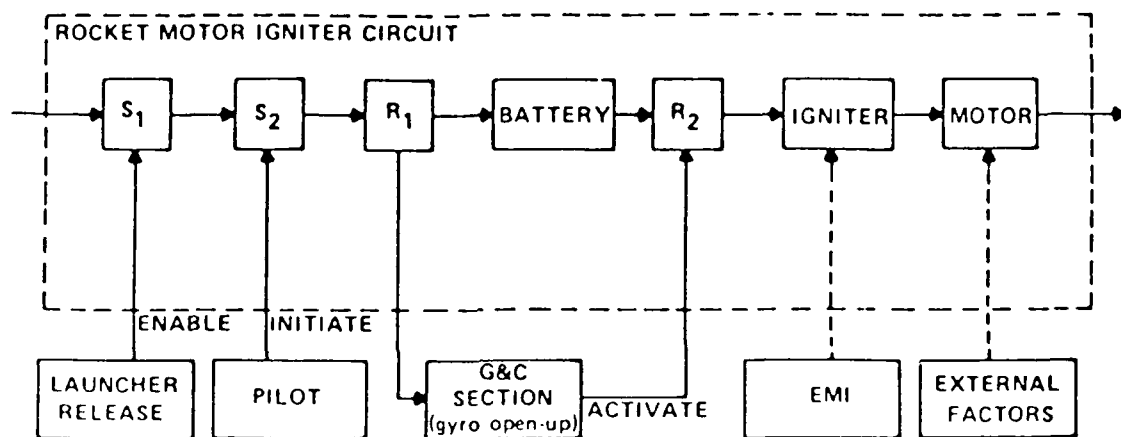 ROCKET MOTOR IGNITER CIRCUIT
S1
S2
R1
BATTERY
R2
IGNITER
MOTOR
ENABLE
INITIATE
LAUNCHER
RELEASE
PILOT
G&C
SECTION
(gyro open-up)
ACTIVATE
EMI
EXTERNAL
FACTORS